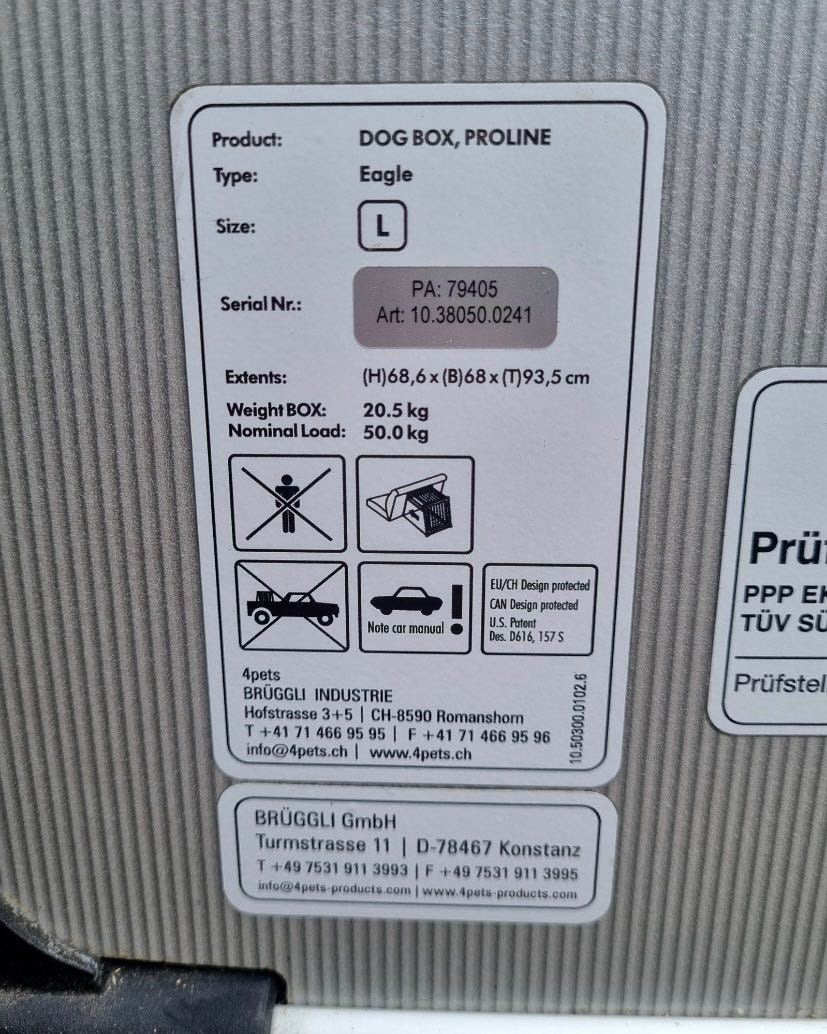 Product: DOG BOX, PROLINE
Type: Eagle
Size: L
Serial Nr.: PA: 79405
Art: 10.38050.0241
Extents: (H)68,6 x (B)68 x (T)93,5 cm
Weight BOX: 20.5 kg
Nominal Load: 50.0 kg
Note car manual !
EU/CH Design protected
CAN Design protected
U.S. Patent
Des. D616, 157 S
4pets
BRÜGGLI INDUSTRIE
Hofstrasse 3+5 | CH-8590 Romanshorn
T +41 71 466 95 95 | F +41 71 466 95 96
info@4pets.ch | www.4pets.ch
10.50300.0102.6
BRÜGGLI GmbH
Turmstrasse 11 | D-78467 Konstanz
T +49 7531 911 3993 | F +49 7531 911 3995
info@4pets-products.com | www.4pets-products.com
Prüf
PPP EK
TÜV SÜ
Prüfstel